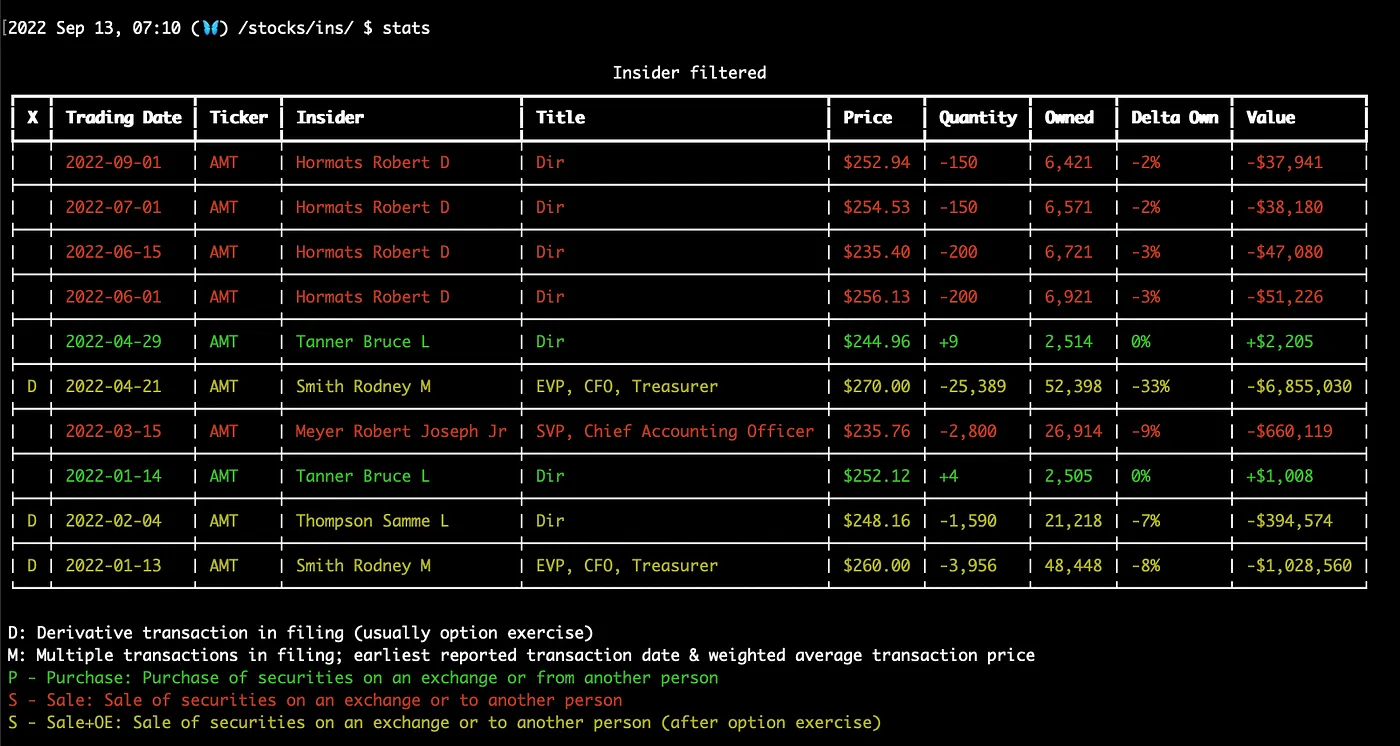 [2022 Sep 13, 07:10 (🦋) /stocks/ins/ $ stats
Insider filtered
X Trading Date Ticker Insider Title Price Quantity Owned Delta Own Value
2022-09-01 AMT Hormats Robert D Dir $252.94 -150 6,421 -2% -$37,941
2022-07-01 AMT Hormats Robert D Dir $254.53 -150 6,571 -2% -$38,180
2022-06-15 AMT Hormats Robert D Dir $235.40 -200 6,721 -3% -$47,080
2022-06-01 AMT Hormats Robert D Dir $256.13 -200 6,921 -3% -$51,226
2022-04-29 AMT Tanner Bruce L Dir $244.96 +9 2,514 0% +$2,205
D 2022-04-21 AMT Smith Rodney M EVP, CFO, Treasurer $270.00 -25,389 52,398 -33% -$6,855,030
2022-03-15 AMT Meyer Robert Joseph Jr SVP, Chief Accounting Officer $235.76 -2,800 26,914 -9% -$660,119
2022-01-14 AMT Tanner Bruce L Dir $252.12 +4 2,505 0% +$1,008
D 2022-02-04 AMT Thompson Samme L Dir $248.16 -1,590 21,218 -7% -$394,574
D 2022-01-13 AMT Smith Rodney M EVP, CFO, Treasurer $260.00 -3,956 48,448 -8% -$1,028,560
D: Derivative transaction in filing (usually option exercise)
M: Multiple transactions in filing; earliest reported transaction date & weighted average transaction price
P - Purchase: Purchase of securities on an exchange or from another person
S - Sale: Sale of securities on an exchange or to another person
S - Sale+OE: Sale of securities on an exchange or to another person (after option exercise)